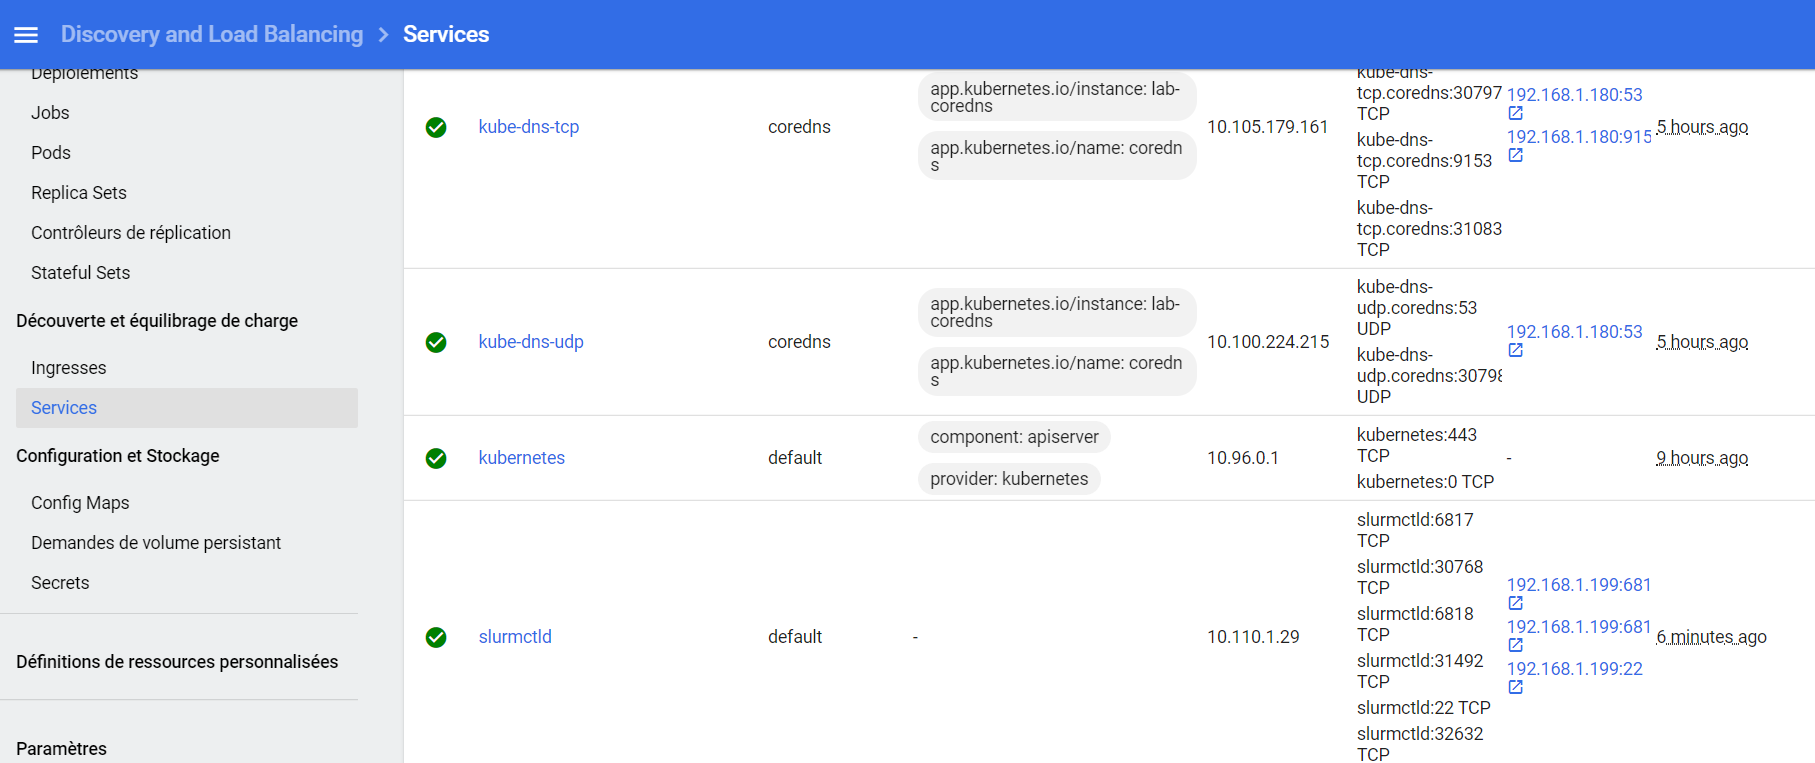 Discovery and Load Balancing > Services
Déploiements
Jobs
Pods
Replica Sets
Contrôleurs de réplication
Stateful Sets
Découverte et équilibrage de charge
Ingresses
Services
Configuration et Stockage
Config Maps
Demandes de volume persistant
Secrets
Définitions de ressources personnalisées
Paramètres
kube-dns-tcp
coredns
app.kubernetes.io/instance: lab-
coredns
app.kubernetes.io/name: coredn
s
10.105.179.161
kube-dns-
tcp.coredns:30797
TCP
kube-dns-
tcp.coredns:9153
TCP
kube-dns-
tcp.coredns:31083
TCP
192.168.1.180:53
192.168.1.180:915
5 hours ago
kube-dns-udp
coredns
app.kubernetes.io/instance: lab-
coredns
app.kubernetes.io/name: coredn
s
10.100.224.215
kube-dns-
udp.coredns:53
UDP
kube-dns-
udp.coredns:30798
UDP
192.168.1.180:53
5 hours ago
kubernetes
default
component: apiserver
provider: kubernetes
10.96.0.1
kubernetes:443
TCP
kubernetes:0 TCP
-
9 hours ago
slurmctld
default
-
10.110.1.29
slurmctld:6817
TCP
slurmctld:30768
TCP
slurmctld:6818
TCP
slurmctld:31492
TCP
slurmctld:22 TCP
slurmctld:32632
TCP
192.168.1.199:681
192.168.1.199:681
192.168.1.199:22
6 minutes ago